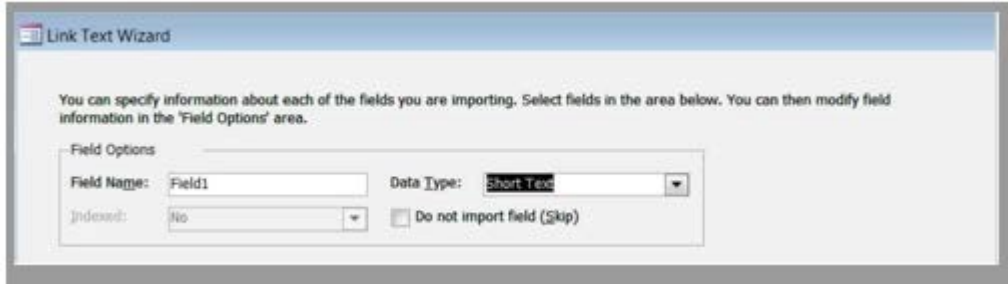 Link Text Wizard
You can specify information about each of the fields you are importing. Select fields in the area below. You can then modify field
information in the 'Field Options' area.
Field Options
Field Name: Field1 Data Type: Short Text
Indexed: No Do not import field (Skip)